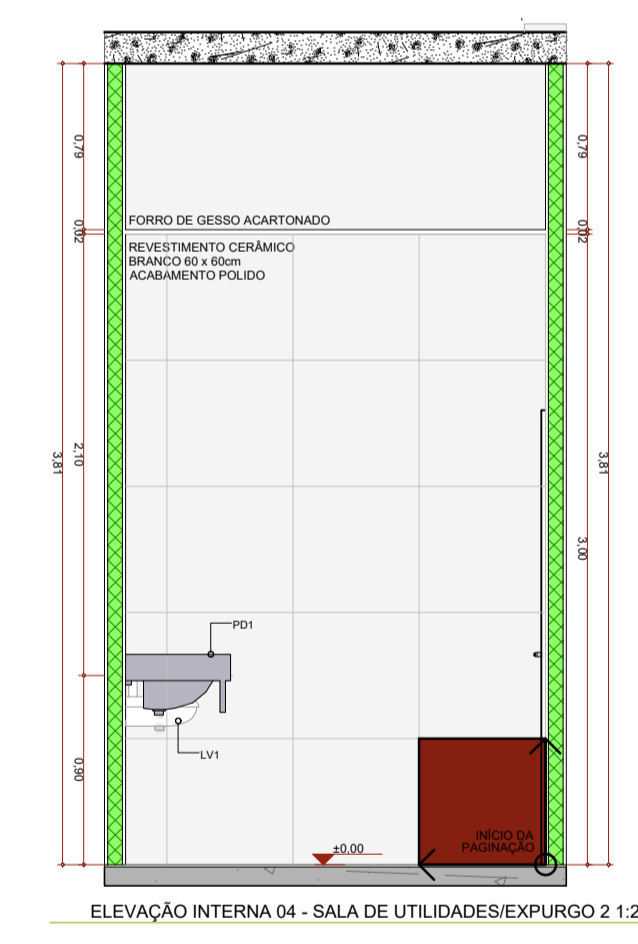 0,79
0,79
FORRO DE GESSO ACARTONADO
0,02
0,02
REVESTIMENTO CERÂMICO
BRANCO 60 x 60cm
ACABAMENTO POLIDO
2,10
3,81
3,81
3,00
PD1
LV1
0,90
INÍCIO DA
PAGINAÇÃO
±0.00
ELEVAÇÃO INTERNA 04 - SALA DE UTILIDADES/EXPURGO 2 1:2